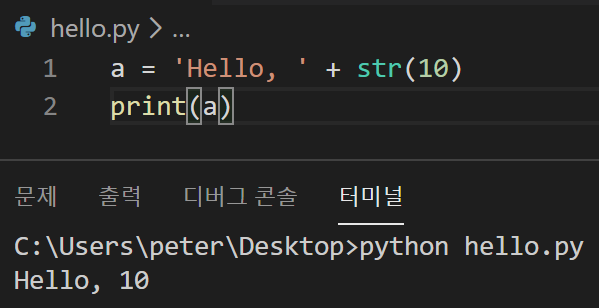 hello.py > ...
1 a = 'Hello, ' + str(10)
2 print(a)
문제 출력 디버그 콘솔 터미널
C:\Users\peter\Desktop>python hello.py
Hello, 10